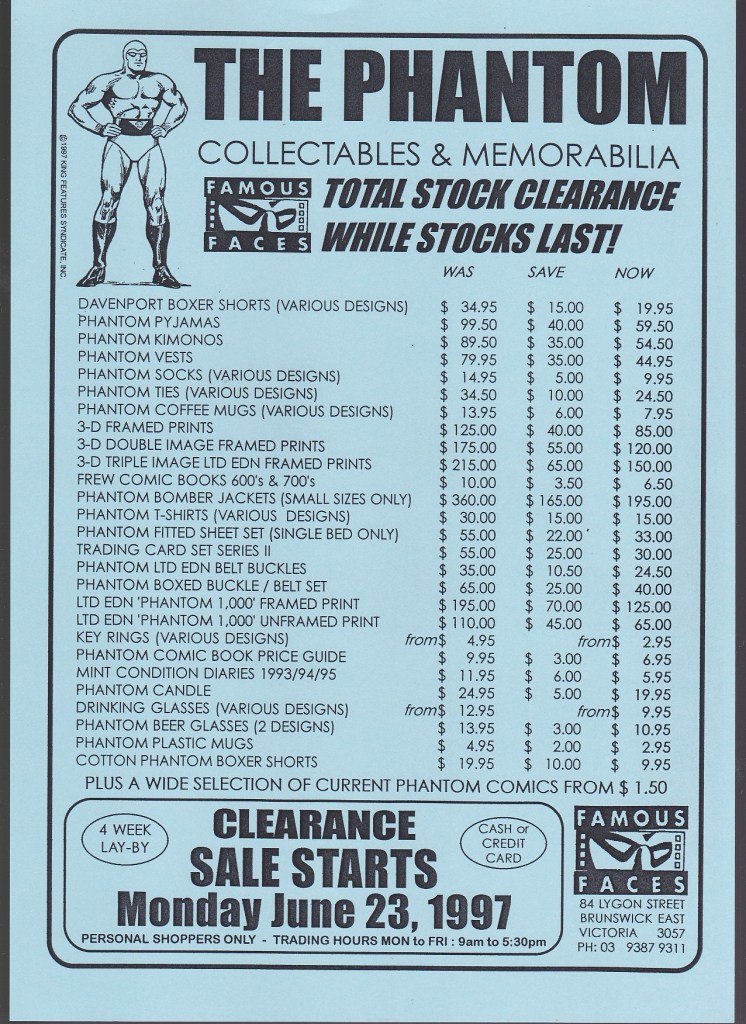 THE PHANTOM
COLLECTABLES & MEMORABILIA
©1997 KING FEATURES SYNDICATE, INC.
FAMOUS
FACES
TOTAL STOCK CLEARANCE
WHILE STOCKS LAST!
WAS SAVE NOW
DAVENPORT BOXER SHORTS (VARIOUS DESIGNS) $ 34.95 $ 15.00 $ 19.95
PHANTOM PYJAMAS $ 99.50 $ 40.00 $ 59.50
PHANTOM KIMONOS $ 89.50 $ 35.00 $ 54.50
PHANTOM VESTS $ 79.95 $ 35.00 $ 44.95
PHANTOM SOCKS (VARIOUS DESIGNS) $ 14.95 $ 5.00 $ 9.95
PHANTOM TIES (VARIOUS DESIGNS) $ 34.50 $ 10.00 $ 24.50
PHANTOM COFFEE MUGS (VARIOUS DESIGNS) $ 13.95 $ 6.00 $ 7.95
3-D FRAMED PRINTS $ 125.00 $ 40.00 $ 85.00
3-D DOUBLE IMAGE FRAMED PRINTS $ 175.00 $ 55.00 $ 120.00
3-D TRIPLE IMAGE LTD EDN FRAMED PRINTS $ 215.00 $ 65.00 $ 150.00
FREW COMIC BOOKS 600's & 700's $ 10.00 $ 3.50 $ 6.50
PHANTOM BOMBER JACKETS (SMALL SIZES ONLY) $ 360.00 $ 165.00 $ 195.00
PHANTOM T-SHIRTS (VARIOUS DESIGNS) $ 30.00 $ 15.00 $ 15.00
PHANTOM FITTED SHEET SET (SINGLE BED ONLY) $ 55.00 $ 22.00 $ 33.00
TRADING CARD SET SERIES II $ 55.00 $ 25.00 $ 30.00
PHANTOM LTD EDN BELT BUCKLES $ 35.00 $ 10.50 $ 24.50
PHANTOM BOXED BUCKLE / BELT SET $ 65.00 $ 25.00 $ 40.00
LTD EDN 'PHANTOM 1,000' FRAMED PRINT $ 195.00 $ 70.00 $ 125.00
LTD EDN 'PHANTOM 1,000' UNFRAMED PRINT $ 110.00 $ 45.00 $ 65.00
KEY RINGS (VARIOUS DESIGNS) from $ 4.95 from $ 2.95
PHANTOM COMIC BOOK PRICE GUIDE $ 9.95 $ 3.00 $ 6.95
MINT CONDITION DIARIES 1993/94/95 $ 11.95 $ 6.00 $ 5.95
PHANTOM CANDLE $ 24.95 $ 5.00 $ 19.95
DRINKING GLASSES (VARIOUS DESIGNS) from $ 12.95 from $ 9.95
PHANTOM BEER GLASSES (2 DESIGNS) $ 13.95 $ 3.00 $ 10.95
PHANTOM PLASTIC MUGS $ 4.95 $ 2.00 $ 2.95
COTTON PHANTOM BOXER SHORTS $ 19.95 $ 10.00 $ 9.95
PLUS A WIDE SELECTION OF CURRENT PHANTOM COMICS FROM $ 1.50
4 WEEK
LAY-BY
CLEARANCE
SALE STARTS
Monday June 23, 1997
CASH or
CREDIT
CARD
PERSONAL SHOPPERS ONLY - TRADING HOURS MON to FRI : 9am to 5:30pm
FAMOUS
FACES
84 LYGON STREET
BRUNSWICK EAST
VICTORIA 3057
PH: 03 9387 9311